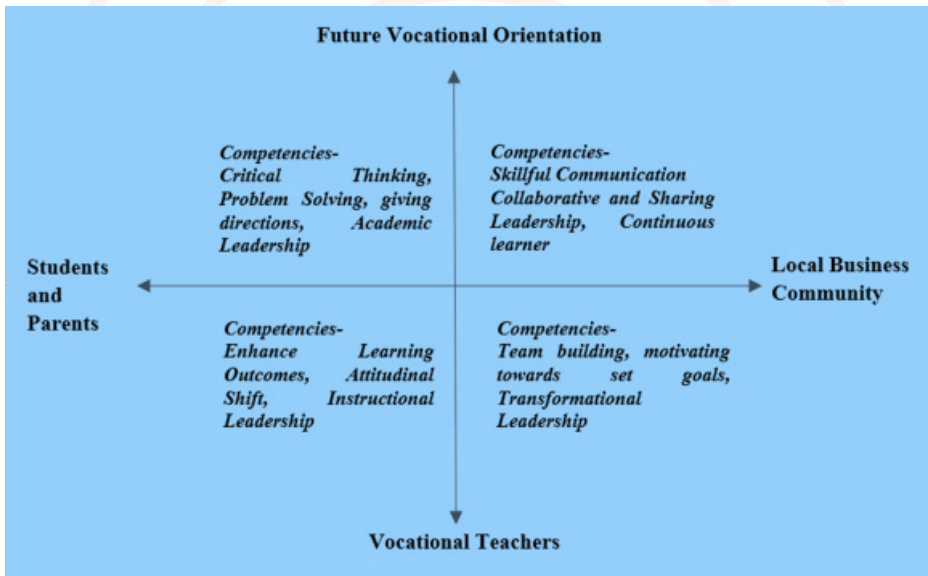 Future Vocational Orientation
Competencies-
Critical Thinking,
Problem Solving, giving
directions, Academic
Leadership
Competencies-
Skillful Communication
Collaborative and Sharing
Leadership, Continuous
learner
Students
and
Parents
Local Business
Community
Competencies-
Enhance Learning
Outcomes, Attitudinal
Shift, Instructional
Leadership
Competencies-
Team building, motivating
towards set goals,
Transformational
Leadership
Vocational Teachers